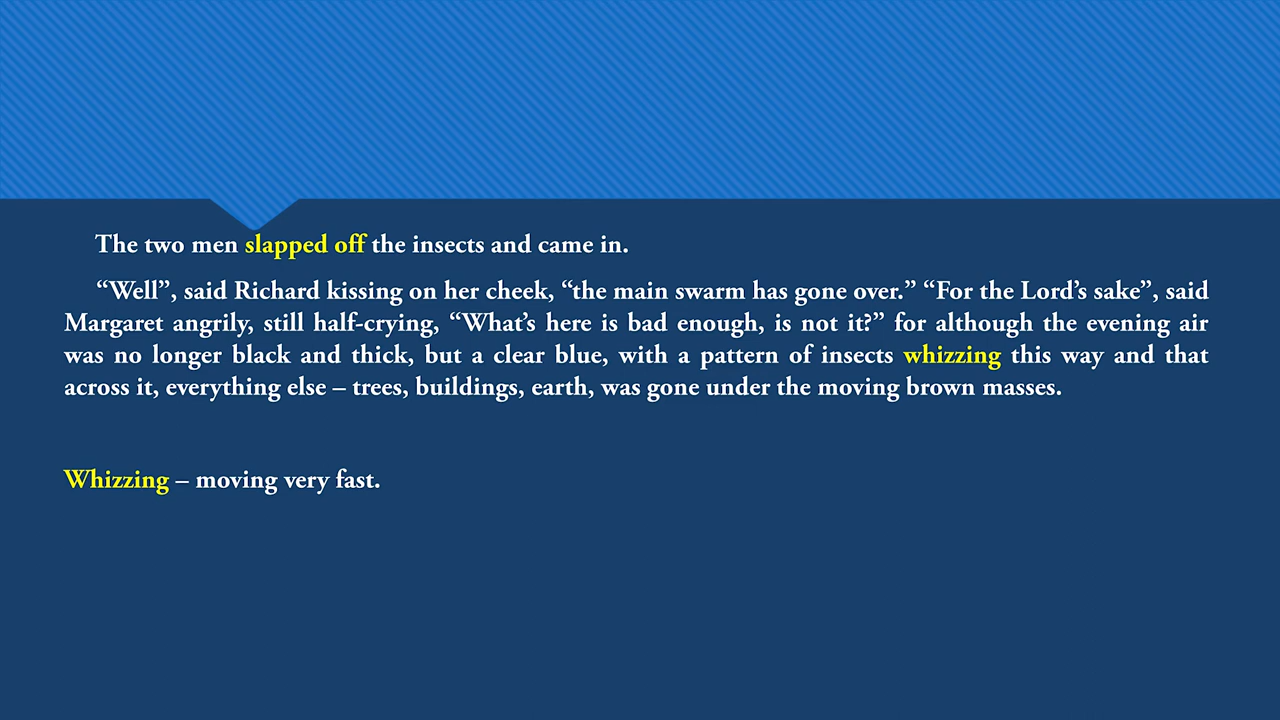 The two men slapped off the insects and came in.
“Well”, said Richard kissing on her cheek, “the main swarm has gone over.” “For the Lord’s sake”, said
Margaret angrily, still half-crying, “What’s here is bad enough, is not it?” for although the evening air
was no longer black and thick, but a clear blue, with a pattern of insects whizzing this way and that
across it, everything else – trees, buildings, earth, was gone under the moving brown masses.
Whizzing – moving very fast.